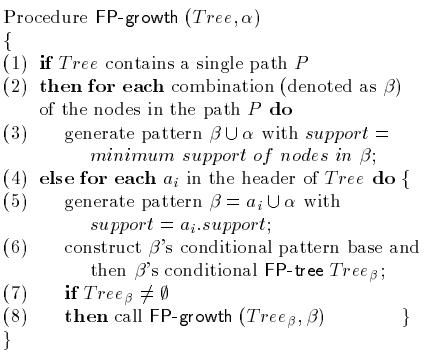 Procedure FP-growth (Tree, α)
{
(1) if Tree contains a single path P
(2) then for each combination (denoted as β)
of the nodes in the path P do
(3) generate pattern β ∪ α with support =
minimum support of nodes in β;
(4) else for each aᵢ in the header of Tree do {
(5) generate pattern β = aᵢ ∪ α with
support = aᵢ.support;
(6) construct β's conditional pattern base and
then β's conditional FP-tree Tree_β;
(7) if Tree_β ≠ ∅
(8) then call FP-growth (Tree_β, β) }
}